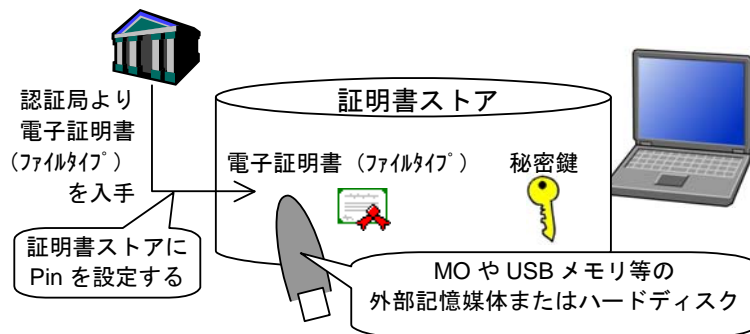 認証局より
電子証明書
（ﾌｧｲﾙﾀｲﾌﾟ）
を入手
証明書ストア
電子証明書（ﾌｧｲﾙﾀｲﾌﾟ）
秘密鍵
証明書ストアに
Pin を設定する
MO や USB メモリ等の
外部記憶媒体またはハードディスク